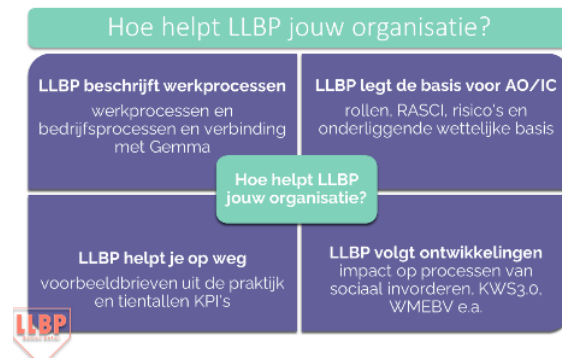 Hoe helpt LLBP jouw organisatie?
LLBP beschrijft werkprocessen
werkprocessen en
bedrijfsprocessen en verbinding
met Gemma
LLBP legt de basis voor AO/IC
rollen, RASCI, risico's en
onderliggende wettelijke basis
Hoe helpt LLBP
jouw organisatie?
LLBP helpt je op weg
voorbeeldbrieven uit de praktijk
en tientallen KPI's
LLBP volgt ontwikkelingen
impact op processen van
sociaal invorderen, KWS3.0,
WMEBV e.a.
LLBP